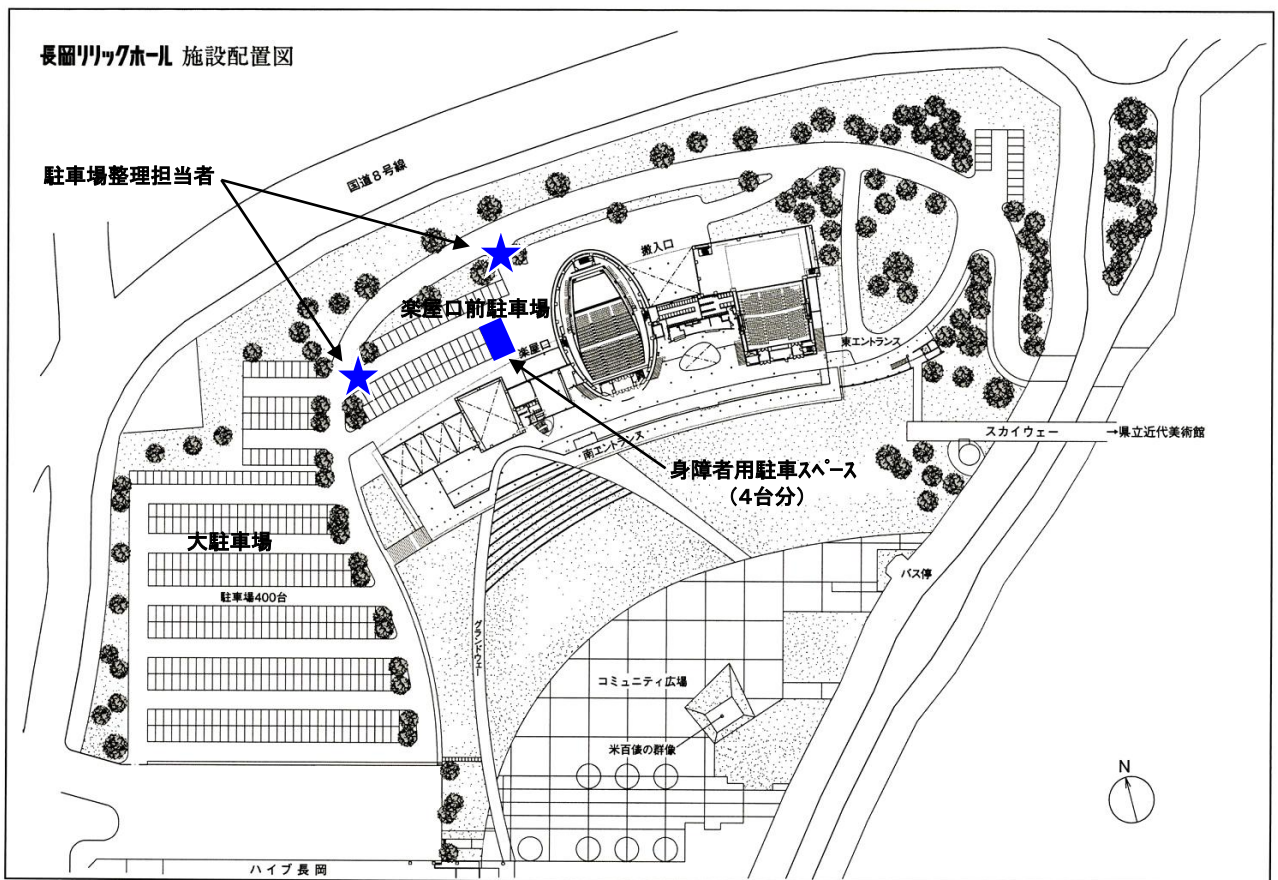 長岡リリックホール 施設配置図
国道8号線
駐車場整理担当者
搬入口
楽屋口前駐車場
楽屋口
東エントランス
スカイウェー →県立近代美術館
南エントランス
身障者用駐車スペース
(4台分)
大駐車場
駐車場400台
バス停
グランドウェー
コミュニティ広場
米百俵の群像
N
ハイブ長岡